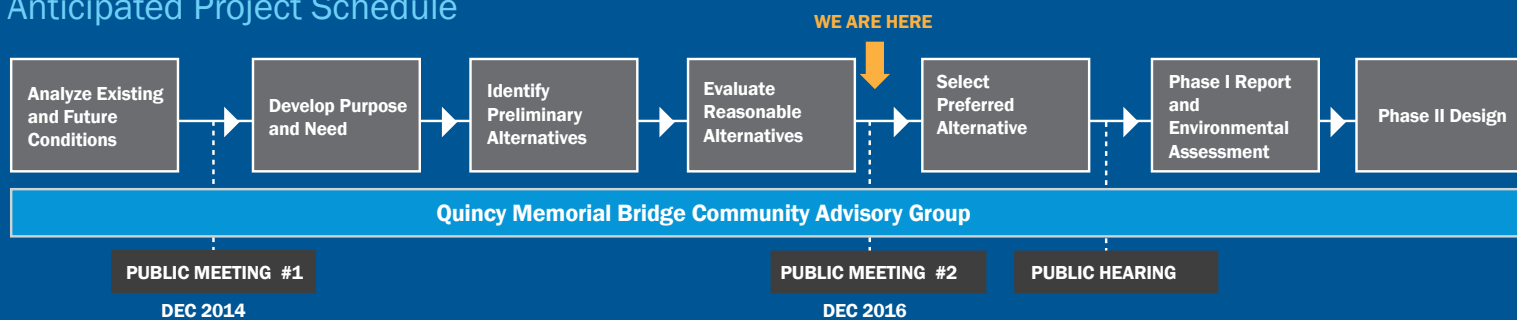 Anticipated Project Schedule
WE ARE HERE
Analyze Existing
and Future
Conditions
Develop Purpose
and Need
Identify
Preliminary
Alternatives
Evaluate
Reasonable
Alternatives
Select
Preferred
Alternative
Phase I Report
and
Environmental
Assessment
Phase II Design
Quincy Memorial Bridge Community Advisory Group
PUBLIC MEETING #1
PUBLIC MEETING #2
PUBLIC HEARING
DEC 2014
DEC 2016